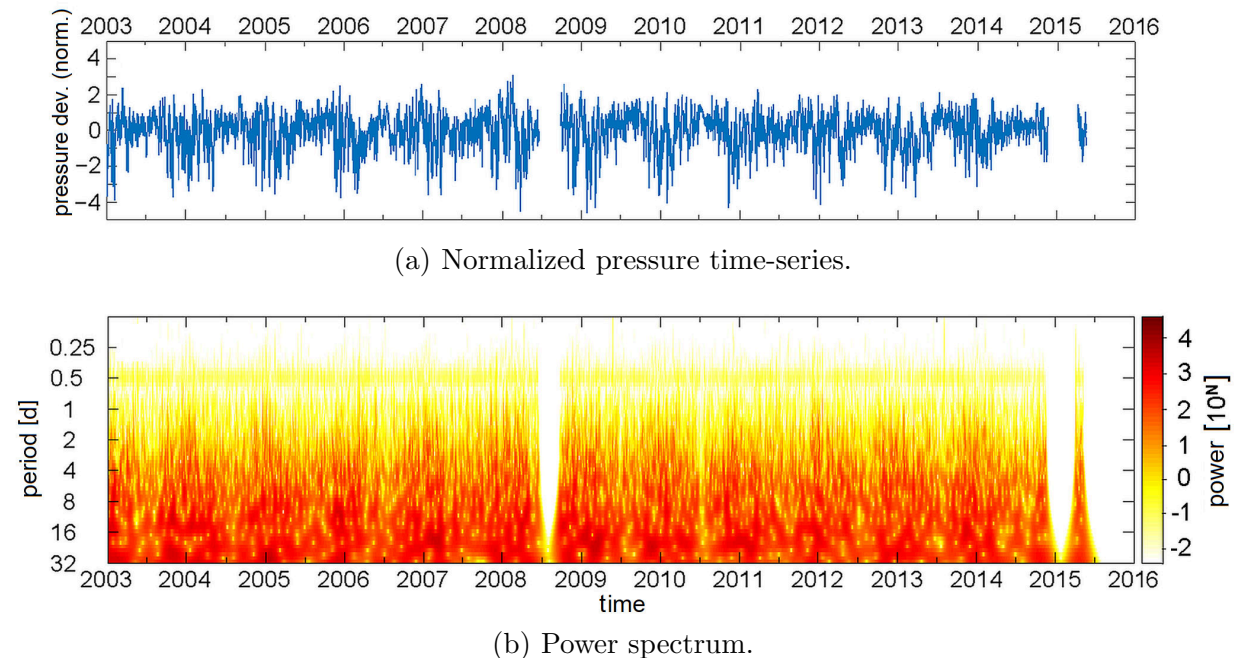 2003 2004 2005 2006 2007 2008 2009 2010 2011 2012 2013 2014 2015 2016
pressure dev. (norm.)
4
2
0
−2
−4
(a) Normalized pressure time-series.
period [d]
0.25
0.5
1
2
4
8
16
32
2003 2004 2005 2006 2007 2008 2009 2010 2011 2012 2013 2014 2015 2016
time
4
3
2
1
0
-1
-2
power [10ᴺ]
(b) Power spectrum.